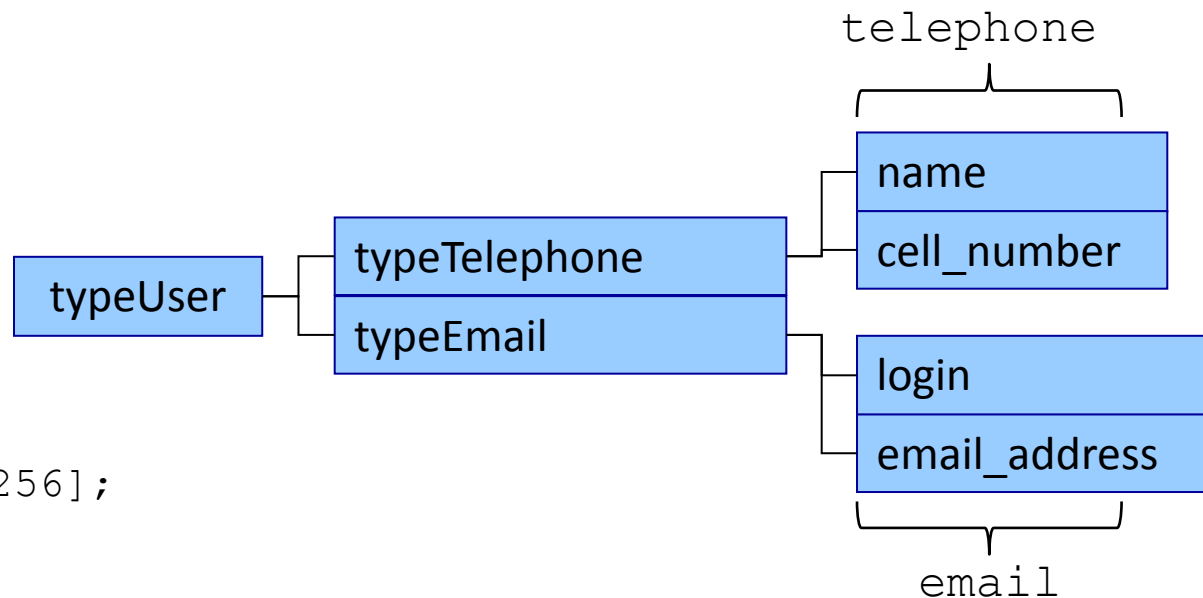 telephone
name
cell_number
typeTelephone
typeUser
typeEmail
login
email_address
256];
email